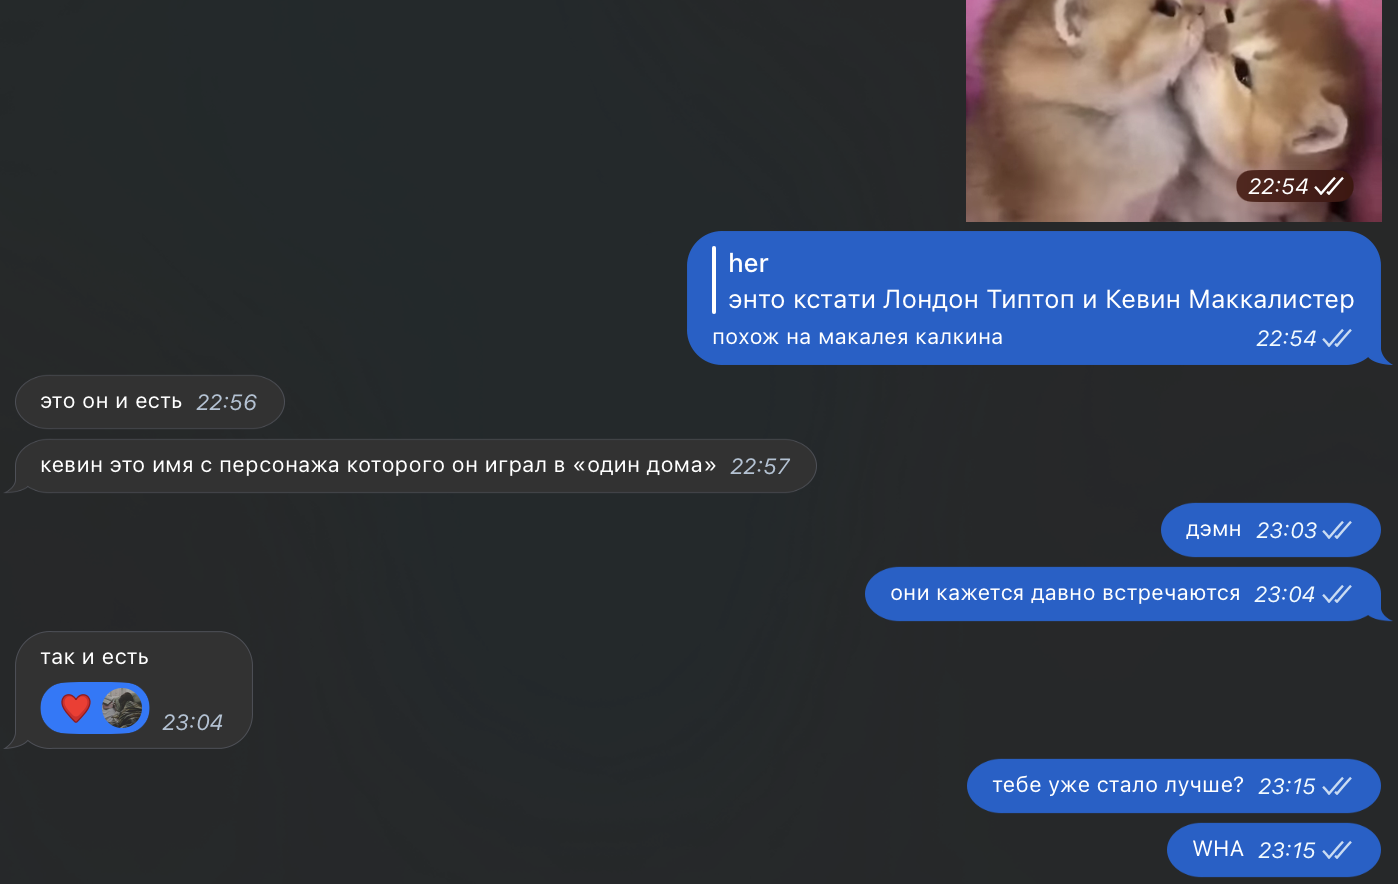 22:54
her
энто кстати Лондон Типтоп и Кевин Маккалистер
похож на макалея калкина 22:54
это он и есть 22:56
кевин это имя с персонажа которого он играл в «один дома» 22:57
дэмн 23:03
они кажется давно встречаются 23:04
так и есть
23:04
тебе уже стало лучше? 23:15
WHA 23:15